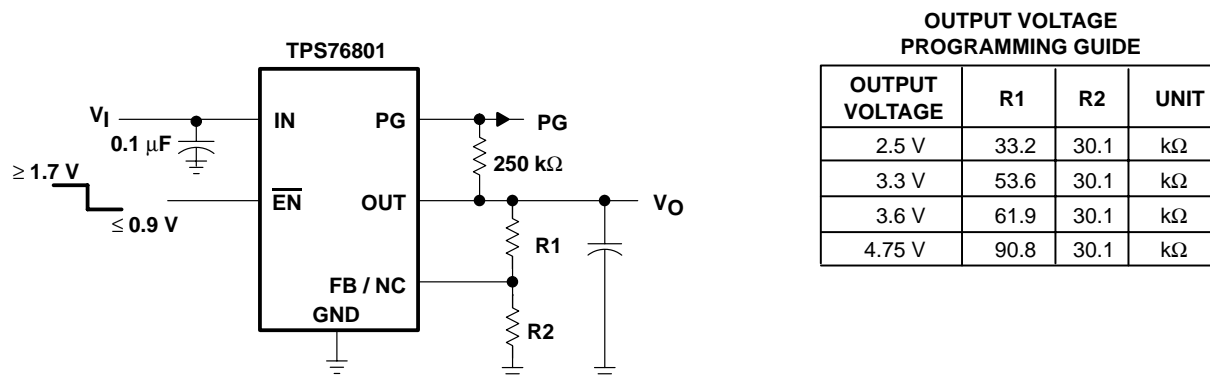 TPS76801
V_I
0.1 μF
≥ 1.7 V
≤ 0.9 V
IN
E̅N̅
PG
OUT
FB / NC
GND
PG
250 kΩ
V_O
R1
R2
OUTPUT VOLTAGE
PROGRAMMING GUIDE
OUTPUT VOLTAGE R1 R2 UNIT
2.5 V 33.2 30.1 kΩ
3.3 V 53.6 30.1 kΩ
3.6 V 61.9 30.1 kΩ
4.75 V 90.8 30.1 kΩ